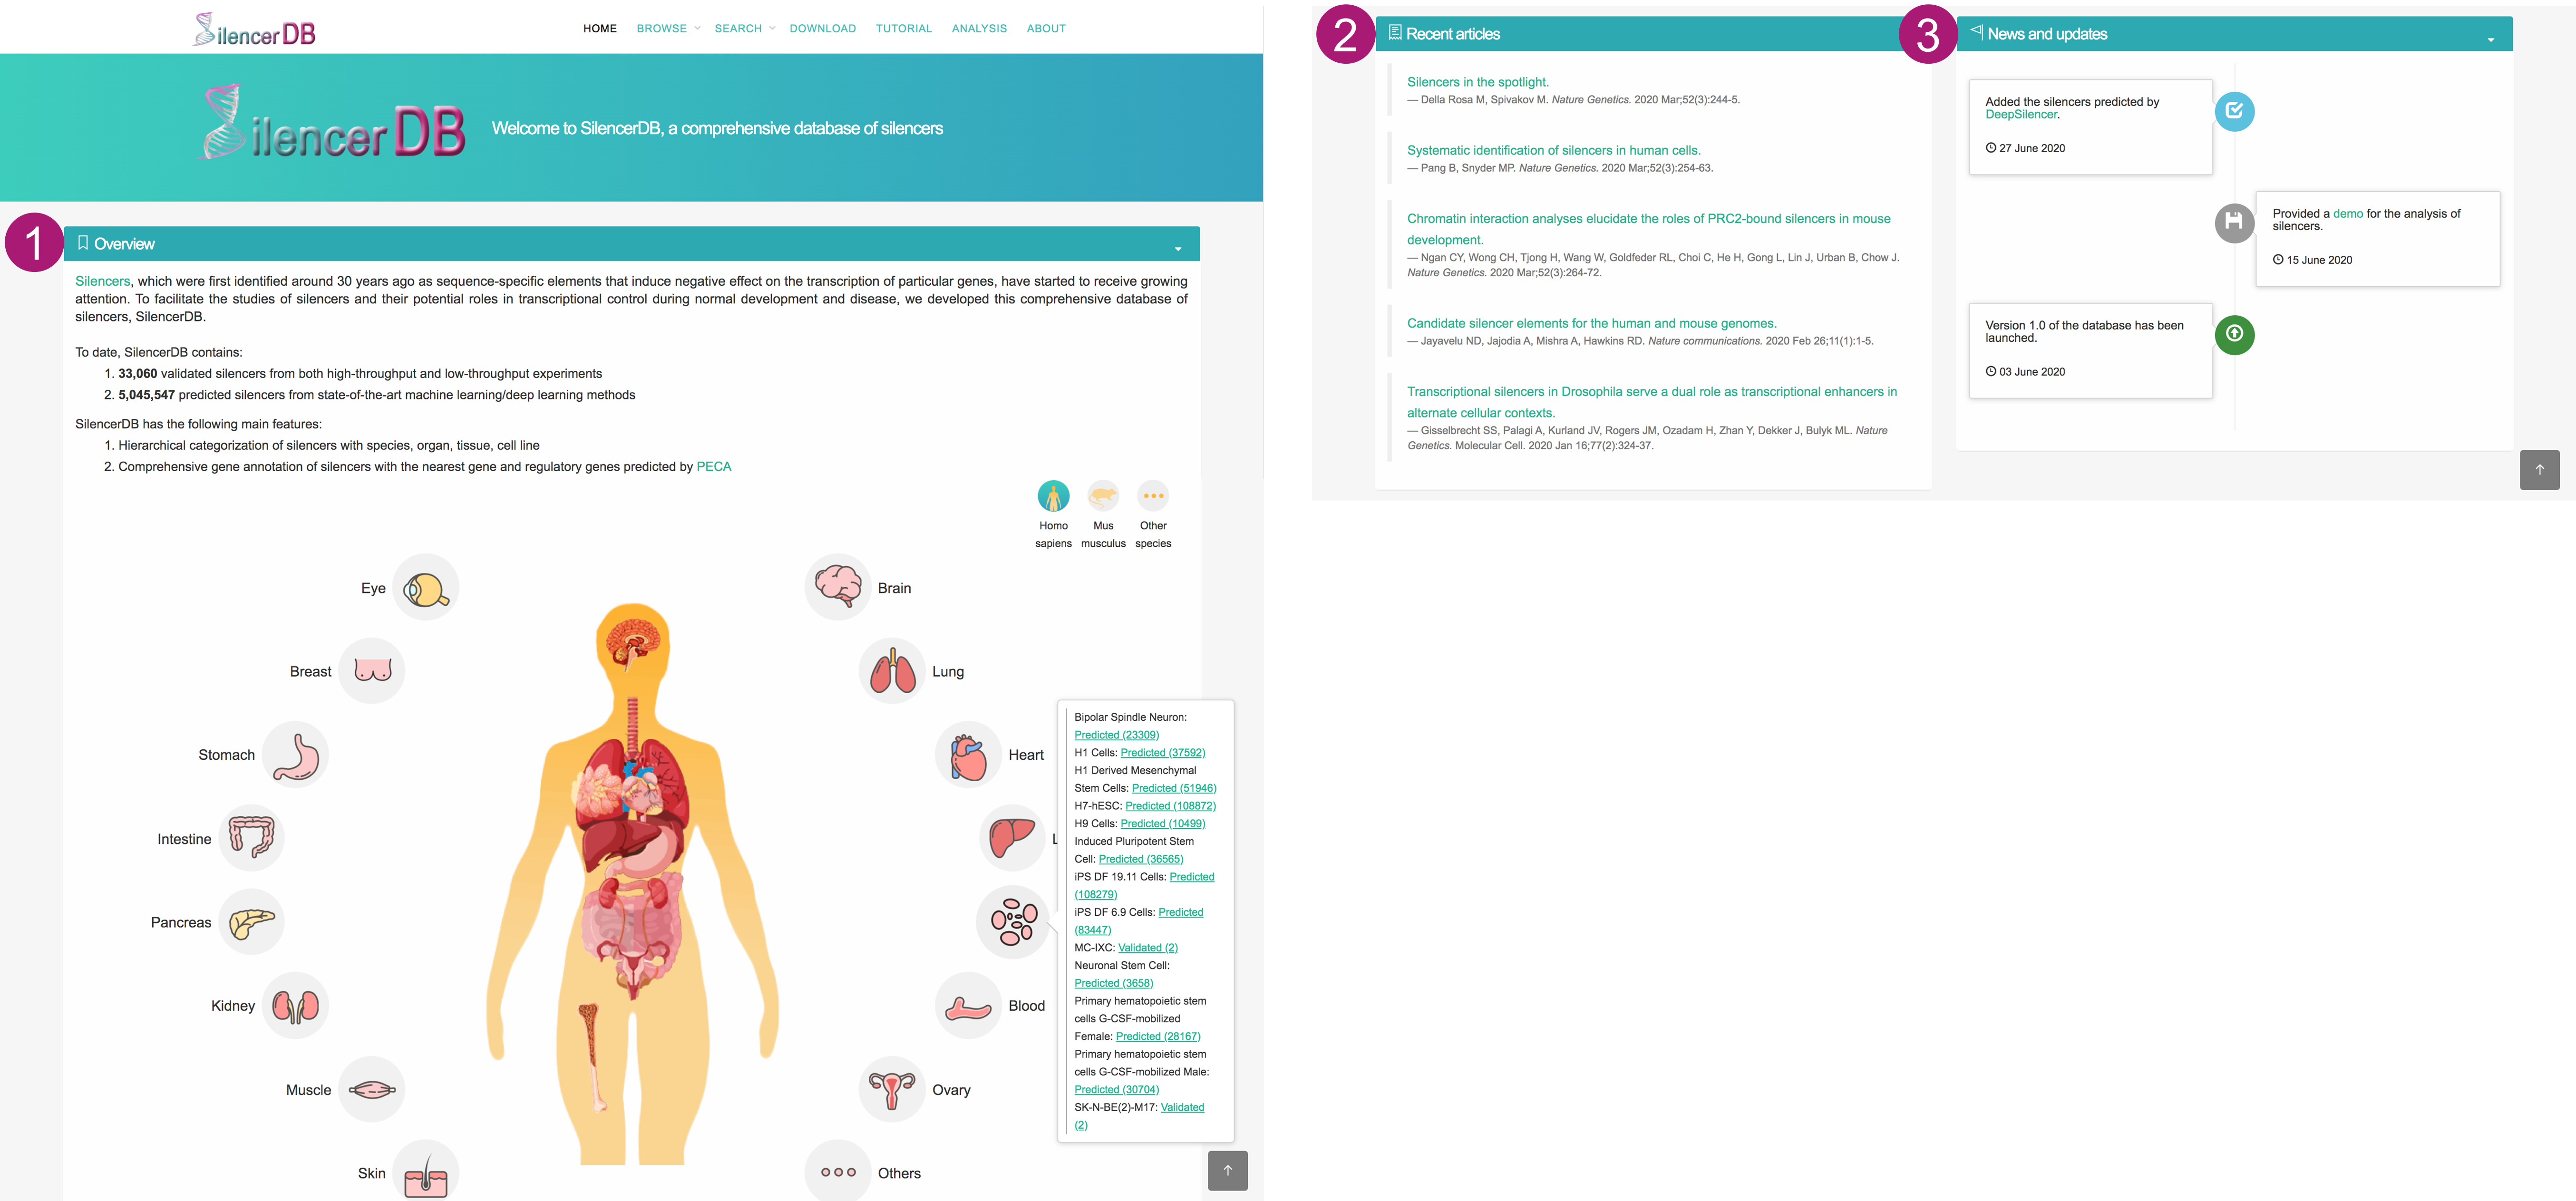 SilencerDB
HOME BROWSE SEARCH DOWNLOAD TUTORIAL ANALYSIS ABOUT
SilencerDB
Welcome to SilencerDB, a comprehensive database of silencers
1
Overview
Silencers, which were first identified around 30 years ago as sequence-specific elements that induce negative effect on the transcription of particular genes, have started to receive growing
attention. To facilitate the studies of silencers and their potential roles in transcriptional control during normal development and disease, we developed this comprehensive database of
silencers, SilencerDB.
To date, SilencerDB contains:
1. 33,060 validated silencers from both high-throughput and low-throughput experiments
2. 5,045,547 predicted silencers from state-of-the-art machine learning/deep learning methods
SilencerDB has the following main features:
1. Hierarchical categorization of silencers with species, organ, tissue, cell line
2. Comprehensive gene annotation of silencers with the nearest gene and regulatory genes predicted by PECA
Homo
sapiens
Mus
musculus
Other
species
Eye
Breast
Stomach
Intestine
Pancreas
Kidney
Muscle
Skin
Brain
Lung
Heart
L
Blood
Ovary
Others
Bipolar Spindle Neuron:
Predicted (23309)
H1 Cells: Predicted (37592)
H1 Derived Mesenchymal
Stem Cells: Predicted (51946)
H7-hESC: Predicted (108872)
H9 Cells: Predicted (10499)
Induced Pluripotent Stem
Cell: Predicted (36565)
iPS DF 19.11 Cells: Predicted
(108279)
iPS DF 6.9 Cells: Predicted
(83447)
MC-IXC: Validated (2)
Neuronal Stem Cell:
Predicted (3658)
Primary hematopoietic stem
cells G-CSF-mobilized
Female: Predicted (28167)
Primary hematopoietic stem
cells G-CSF-mobilized Male:
Predicted (30704)
SK-N-BE(2)-M17: Validated
(2)
2
Recent articles
Silencers in the spotlight.
— Della Rosa M, Spivakov M. Nature Genetics. 2020 Mar;52(3):244-5.
Systematic identification of silencers in human cells.
— Pang B, Snyder MP. Nature Genetics. 2020 Mar;52(3):254-63.
Chromatin interaction analyses elucidate the roles of PRC2-bound silencers in mouse
development.
— Ngan CY, Wong CH, Tjong H, Wang W, Goldfeder RL, Choi C, He H, Gong L, Lin J, Urban B, Chow J.
Nature Genetics. 2020 Mar;52(3):264-72.
Candidate silencer elements for the human and mouse genomes.
— Jayavelu ND, Jajodia A, Mishra A, Hawkins RD. Nature communications. 2020 Feb 26;11(1):1-5.
Transcriptional silencers in Drosophila serve a dual role as transcriptional enhancers in
alternate cellular contexts.
— Gisselbrecht SS, Palagi A, Kurland JV, Rogers JM, Ozadam H, Zhan Y, Dekker J, Bulyk ML. Nature
Genetics. Molecular Cell. 2020 Jan 16;77(2):324-37.
3
News and updates
Added the silencers predicted by
DeepSilencer.
27 June 2020
Provided a demo for the analysis of
silencers.
15 June 2020
Version 1.0 of the database has been
launched.
03 June 2020